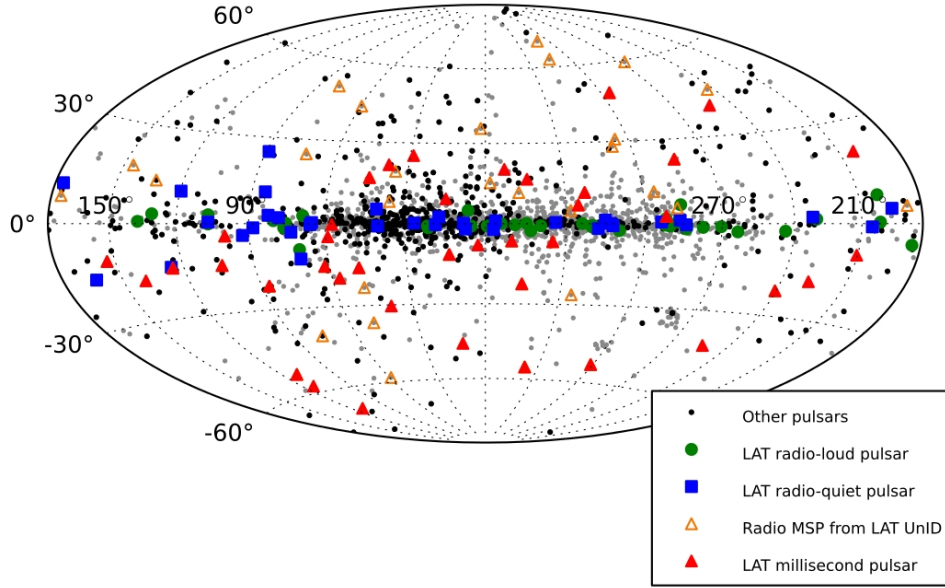 60°
30°
0° 150° 90° 270° 210°
-30°
-60°
Other pulsars
LAT radio-loud pulsar
LAT radio-quiet pulsar
Radio MSP from LAT UnID
LAT millisecond pulsar